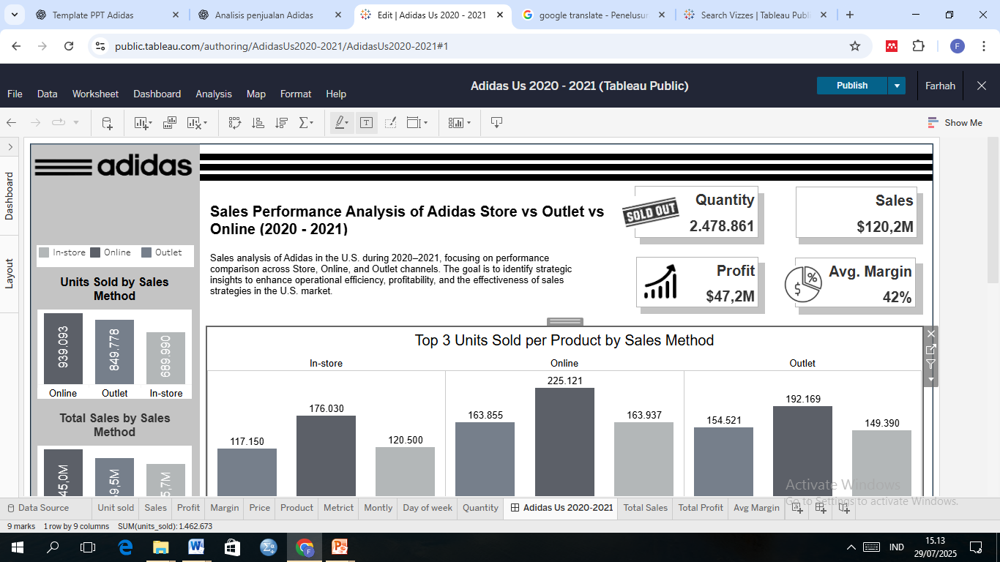 Template PPT Adidas
Analisis penjualan Adidas
Edit | Adidas Us 2020 - 2021
google translate - Penelusur
Search Vizzes | Tableau Publi
public.tableau.com/authoring/AdidasUs2020-2021/AdidasUs2020-2021#1
F
Adidas Us 2020 - 2021 (Tableau Public)
Publish
Farhah
File Data Worksheet Dashboard Analysis Map Format Help
Show Me
Dashboard
Layout
adidas
In-store Online Outlet
Units Sold by Sales
Method
939.093
849.778
689.990
Online Outlet In-store
Total Sales by Sales
Method
45,0M
9,5M
5,7M
Sales Performance Analysis of Adidas Store vs Outlet vs
Online (2020 - 2021)
Sales analysis of Adidas in the U.S. during 2020–2021, focusing on performance
comparison across Store, Online, and Outlet channels. The goal is to identify strategic
insights to enhance operational efficiency, profitability, and the effectiveness of sales
strategies in the U.S. market.
SOLD OUT
Quantity
2.478.861
Sales
$120,2M
Profit
$47,2M
% $
Avg. Margin
42%
Top 3 Units Sold per Product by Sales Method
In-store Online Outlet
117.150 176.030 120.500
163.855 225.121 163.937
154.521 192.169 149.390
Activate Windows
Go to Settings to activate Windows.
Data Source Unit sold Sales Profit Margin Price Product Metrict Montly Day of week Quantity Adidas Us 2020-2021 Total Sales Total Profit Avg Margin
9 marks 1 row by 9 columns SUM(units_sold): 1.462.673
IND
15.13
29/07/2025